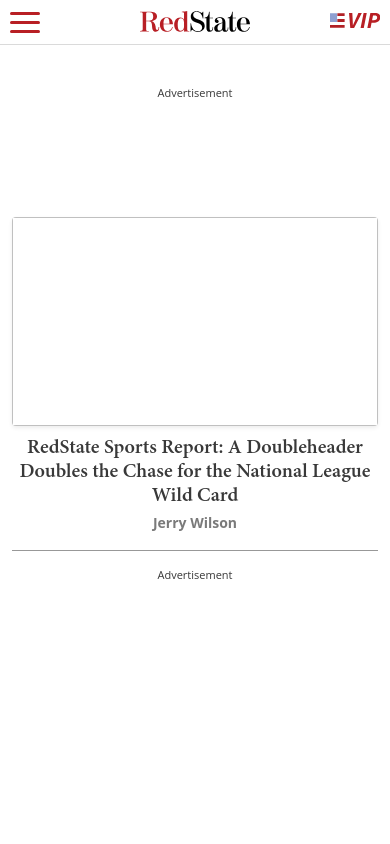 RedState
VIP
Advertisement
RedState Sports Report: A Doubleheader
Doubles the Chase for the National League
Wild Card
Jerry Wilson
Advertisement